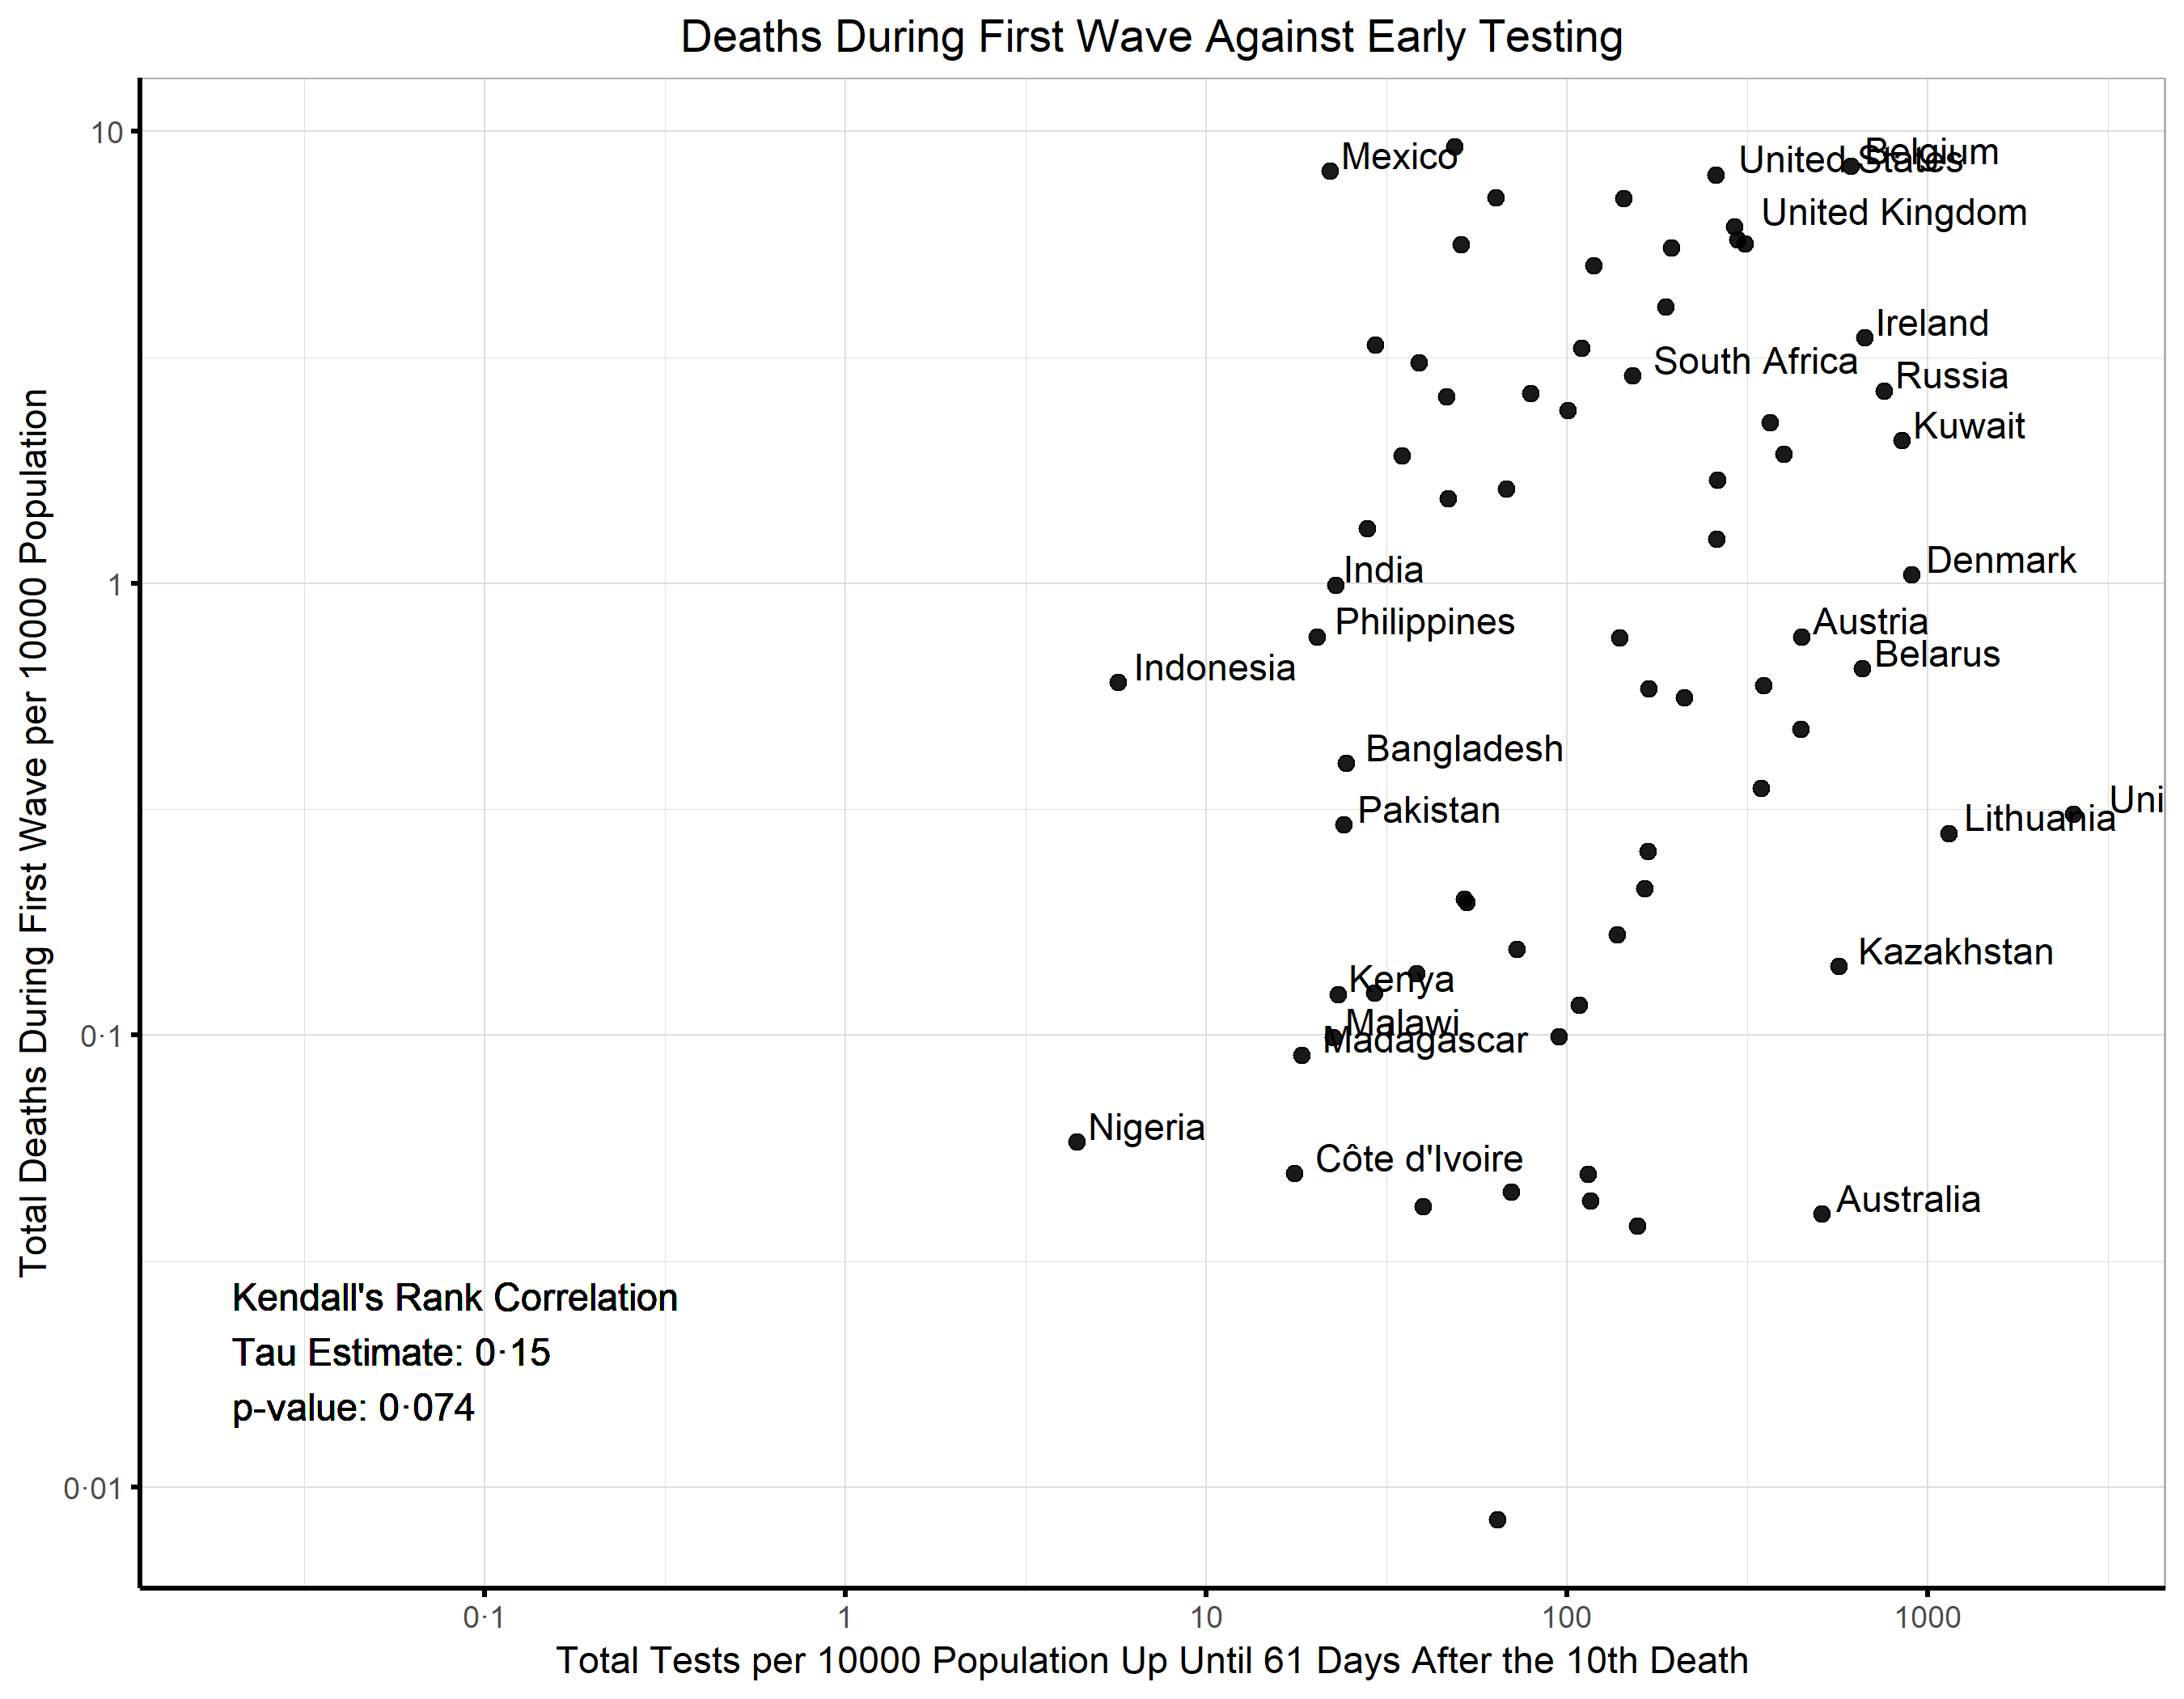 Deaths During First Wave Against Early Testing
Total Deaths During First Wave per 10000 Population
10
1
0·1
0·01
Mexico
United States
Belgium
United Kingdom
Ireland
South Africa
Russia
Kuwait
India
Denmark
Philippines
Austria
Indonesia
Belarus
Bangladesh
Pakistan
Uni
Lithuania
Kazakhstan
Kenya
Malawi
Madagascar
Nigeria
Côte d'Ivoire
Australia
Kendall's Rank Correlation
Tau Estimate: 0·15
p-value: 0·074
0·1
1
10
100
1000
Total Tests per 10000 Population Up Until 61 Days After the 10th Death